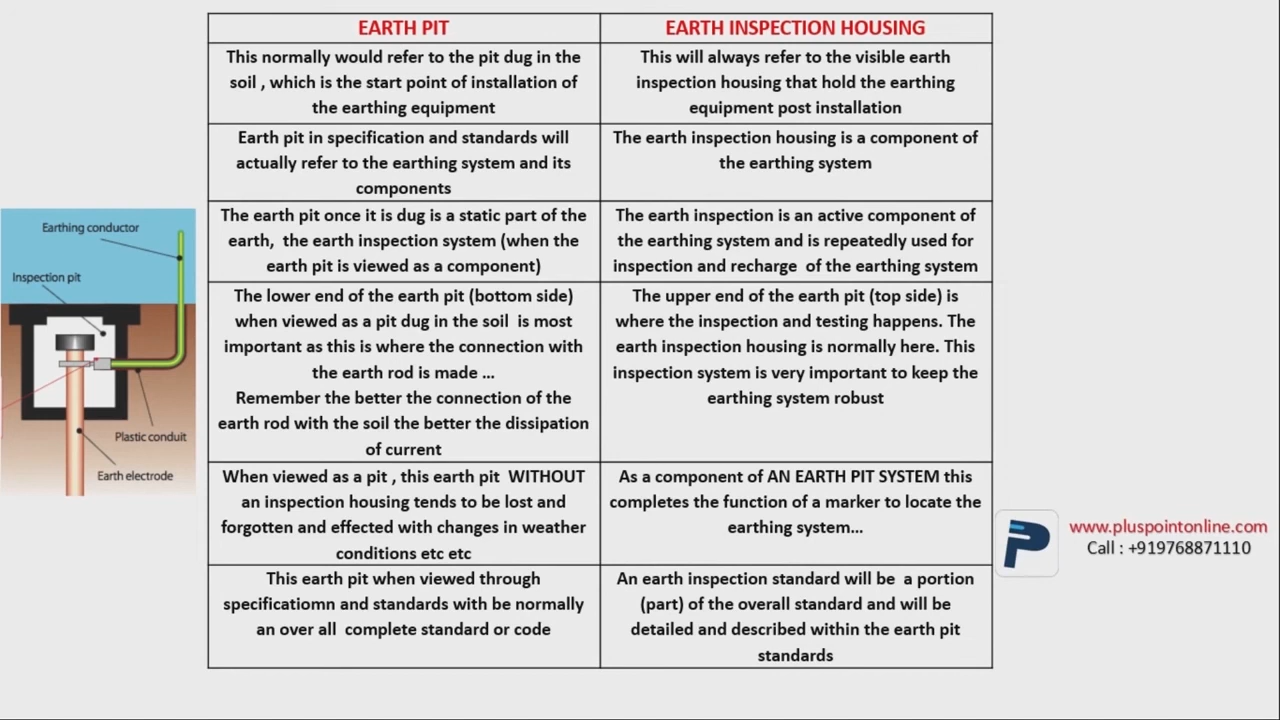 EARTH PIT
EARTH INSPECTION HOUSING
This normally would refer to the pit dug in the
soil , which is the start point of installation of
the earthing equipment
This will always refer to the visible earth
inspection housing that hold the earthing
equipment post installation
Earth pit in specification and standards will
actually refer to the earthing system and its
components
The earth inspection housing is a component of
the earthing system
The earth pit once it is dug is a static part of the
earth, the earth inspection system (when the
earth pit is viewed as a component)
The earth inspection is an active component of
the earthing system and is repeatedly used for
inspection and recharge of the earthing system
The lower end of the earth pit (bottom side)
when viewed as a pit dug in the soil is most
important as this is where the connection with
the earth rod is made ...
Remember the better the connection of the
earth rod with the soil the better the dissipation
of current
The upper end of the earth pit (top side) is
where the inspection and testing happens. The
earth inspection housing is normally here. This
inspection system is very important to keep the
earthing system robust
When viewed as a pit , this earth pit WITHOUT
an inspection housing tends to be lost and
forgotten and effected with changes in weather
conditions etc etc
As a component of AN EARTH PIT SYSTEM this
completes the function of a marker to locate the
earthing system...
This earth pit when viewed through
specificatiomn and standards with be normally
an over all complete standard or code
An earth inspection standard will be a portion
(part) of the overall standard and will be
detailed and described within the earth pit
standards
Earthing conductor
Inspection pit
Plastic conduit
Earth electrode
www.pluspointonline.com
Call : +919768871110